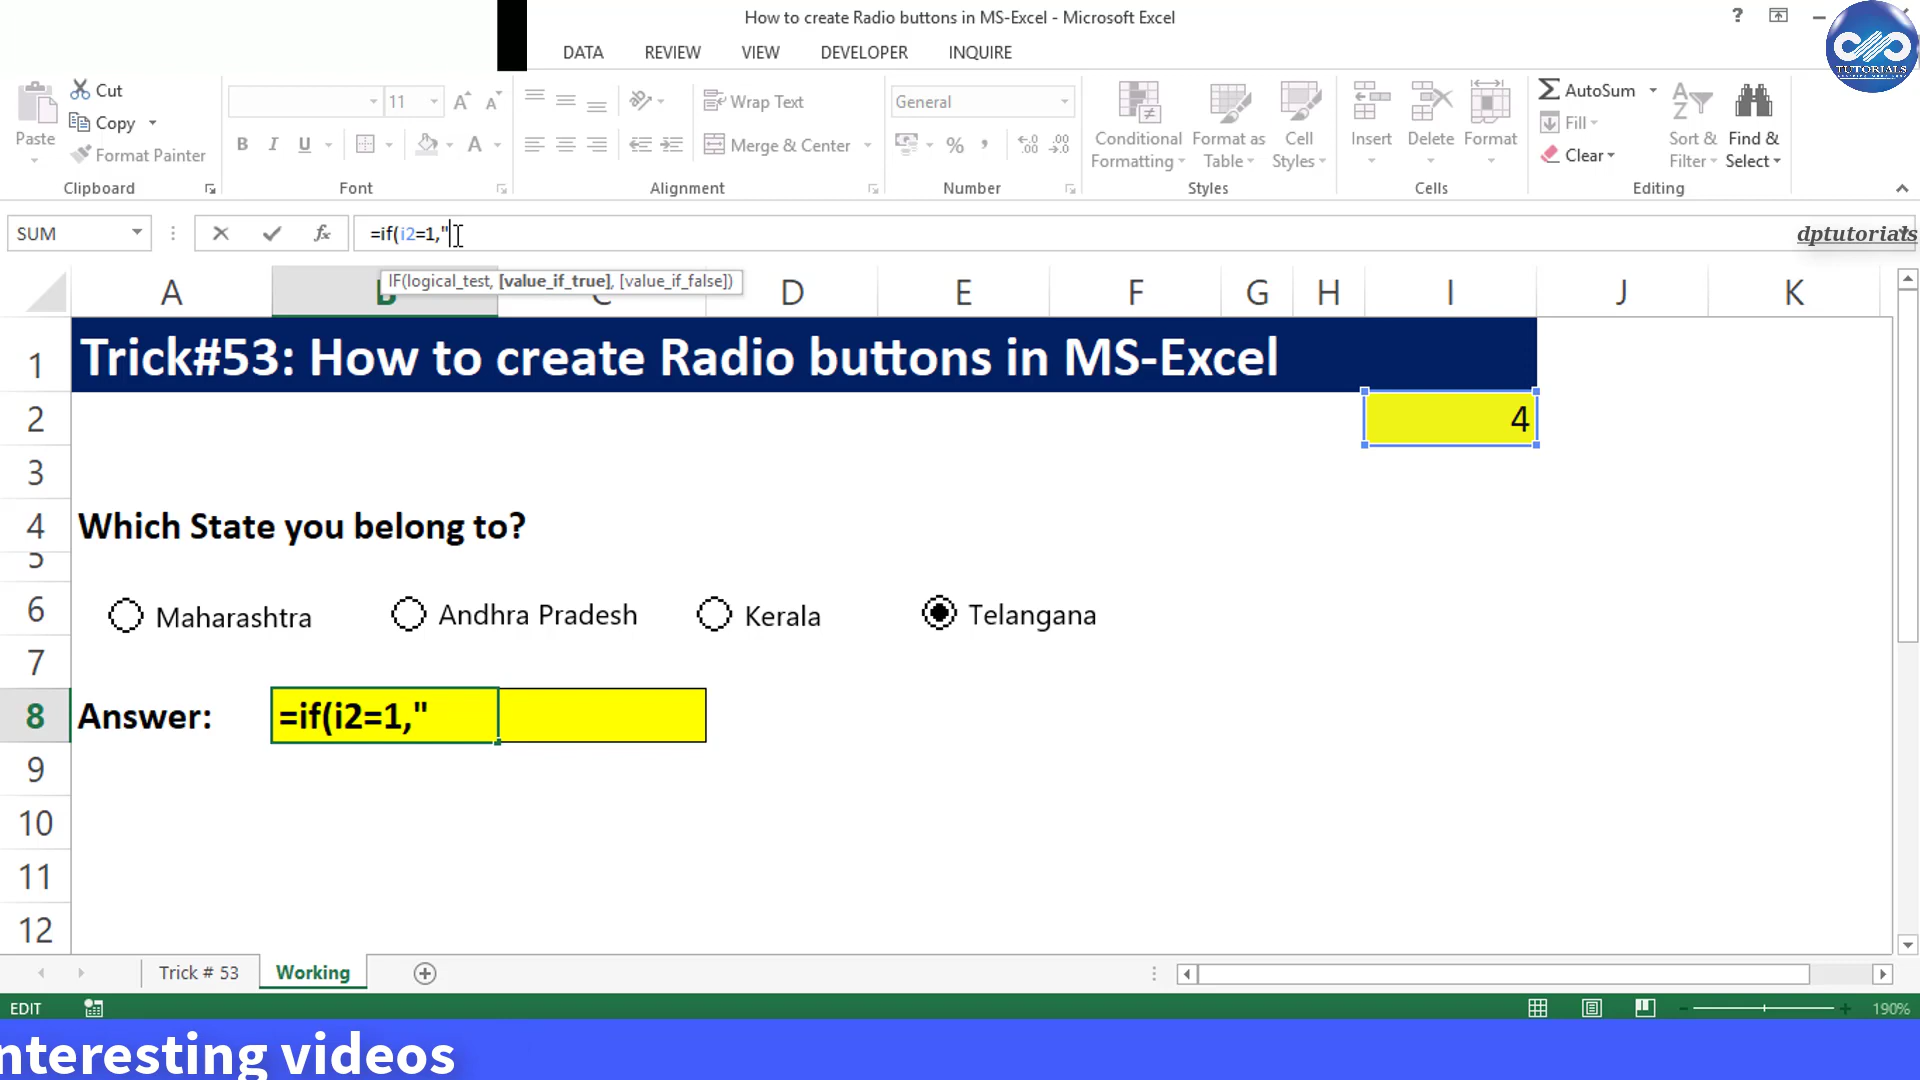 How to create Radio buttons in MS-Excel - Microsoft Excel
?
TUTORIALS
DATA REVIEW VIEW DEVELOPER INQUIRE
Paste
Cut
Copy
Format Painter
Clipboard
11
B I U
Font
Wrap Text
Merge & Center
Alignment
General
%
Number
Conditional Formatting
Format as Table
Cell Styles
Styles
Insert
Delete
Format
Cells
AutoSum
Fill
Clear
Sort & Filter
Find & Select
Editing
SUM
fx
=if(i2=1,"
dptutorials
IF(logical_test, [value_if_true], [value_if_false])
A B C D E F G H I J K
1 Trick#53: How to create Radio buttons in MS-Excel
2 4
3
4 Which State you belong to?
5
6 Maharashtra Andhra Pradesh Kerala Telangana
7
8 Answer: =if(i2=1,"
9
10
11
12
Trick # 53 Working
EDIT
190%
nteresting videos